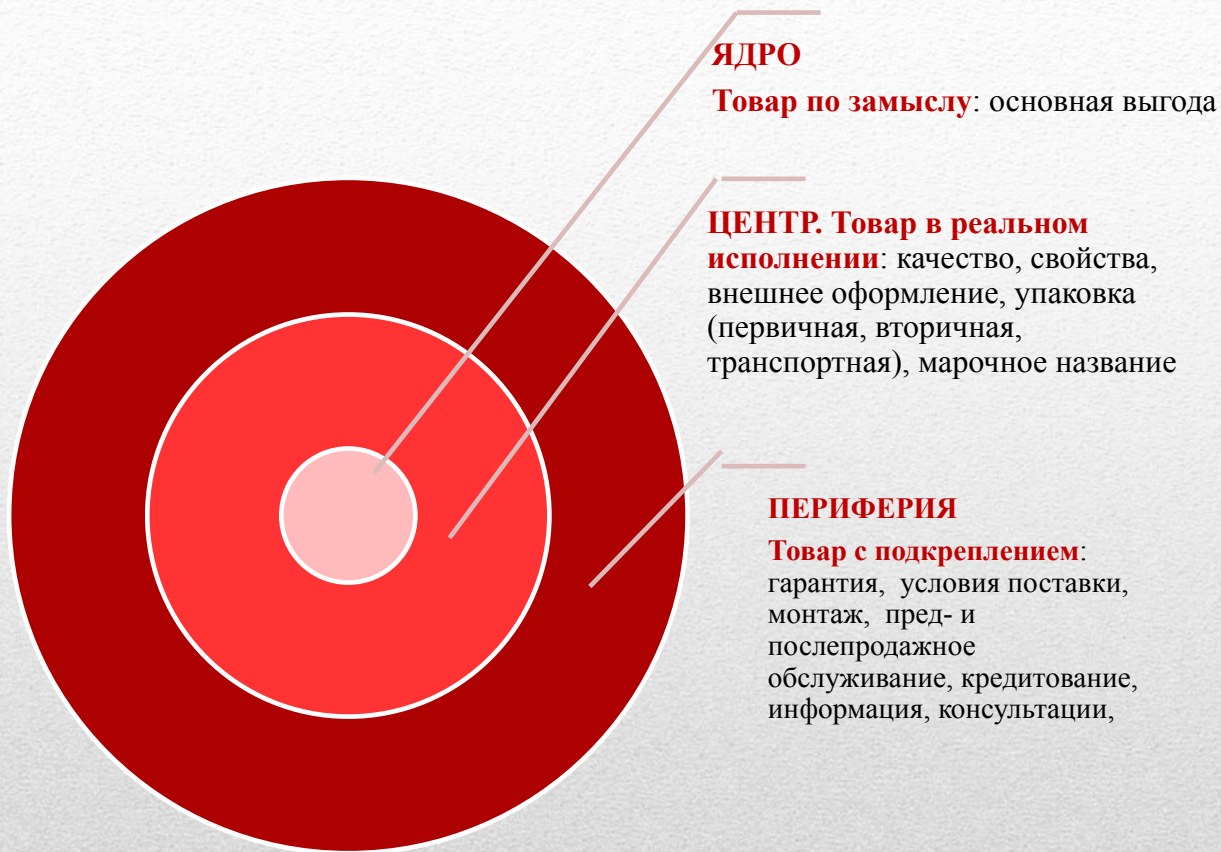 ЯДРО
Товар по замыслу: основная выгода
ЦЕНТР. Товар в реальном
исполнении: качество, свойства,
внешнее оформление, упаковка
(первичная, вторичная,
транспортная), марочное название
ПЕРИФЕРИЯ
Товар с подкреплением:
гарантия, условия поставки,
монтаж, пред- и
послепродажное
обслуживание, кредитование,
информация, консультации,